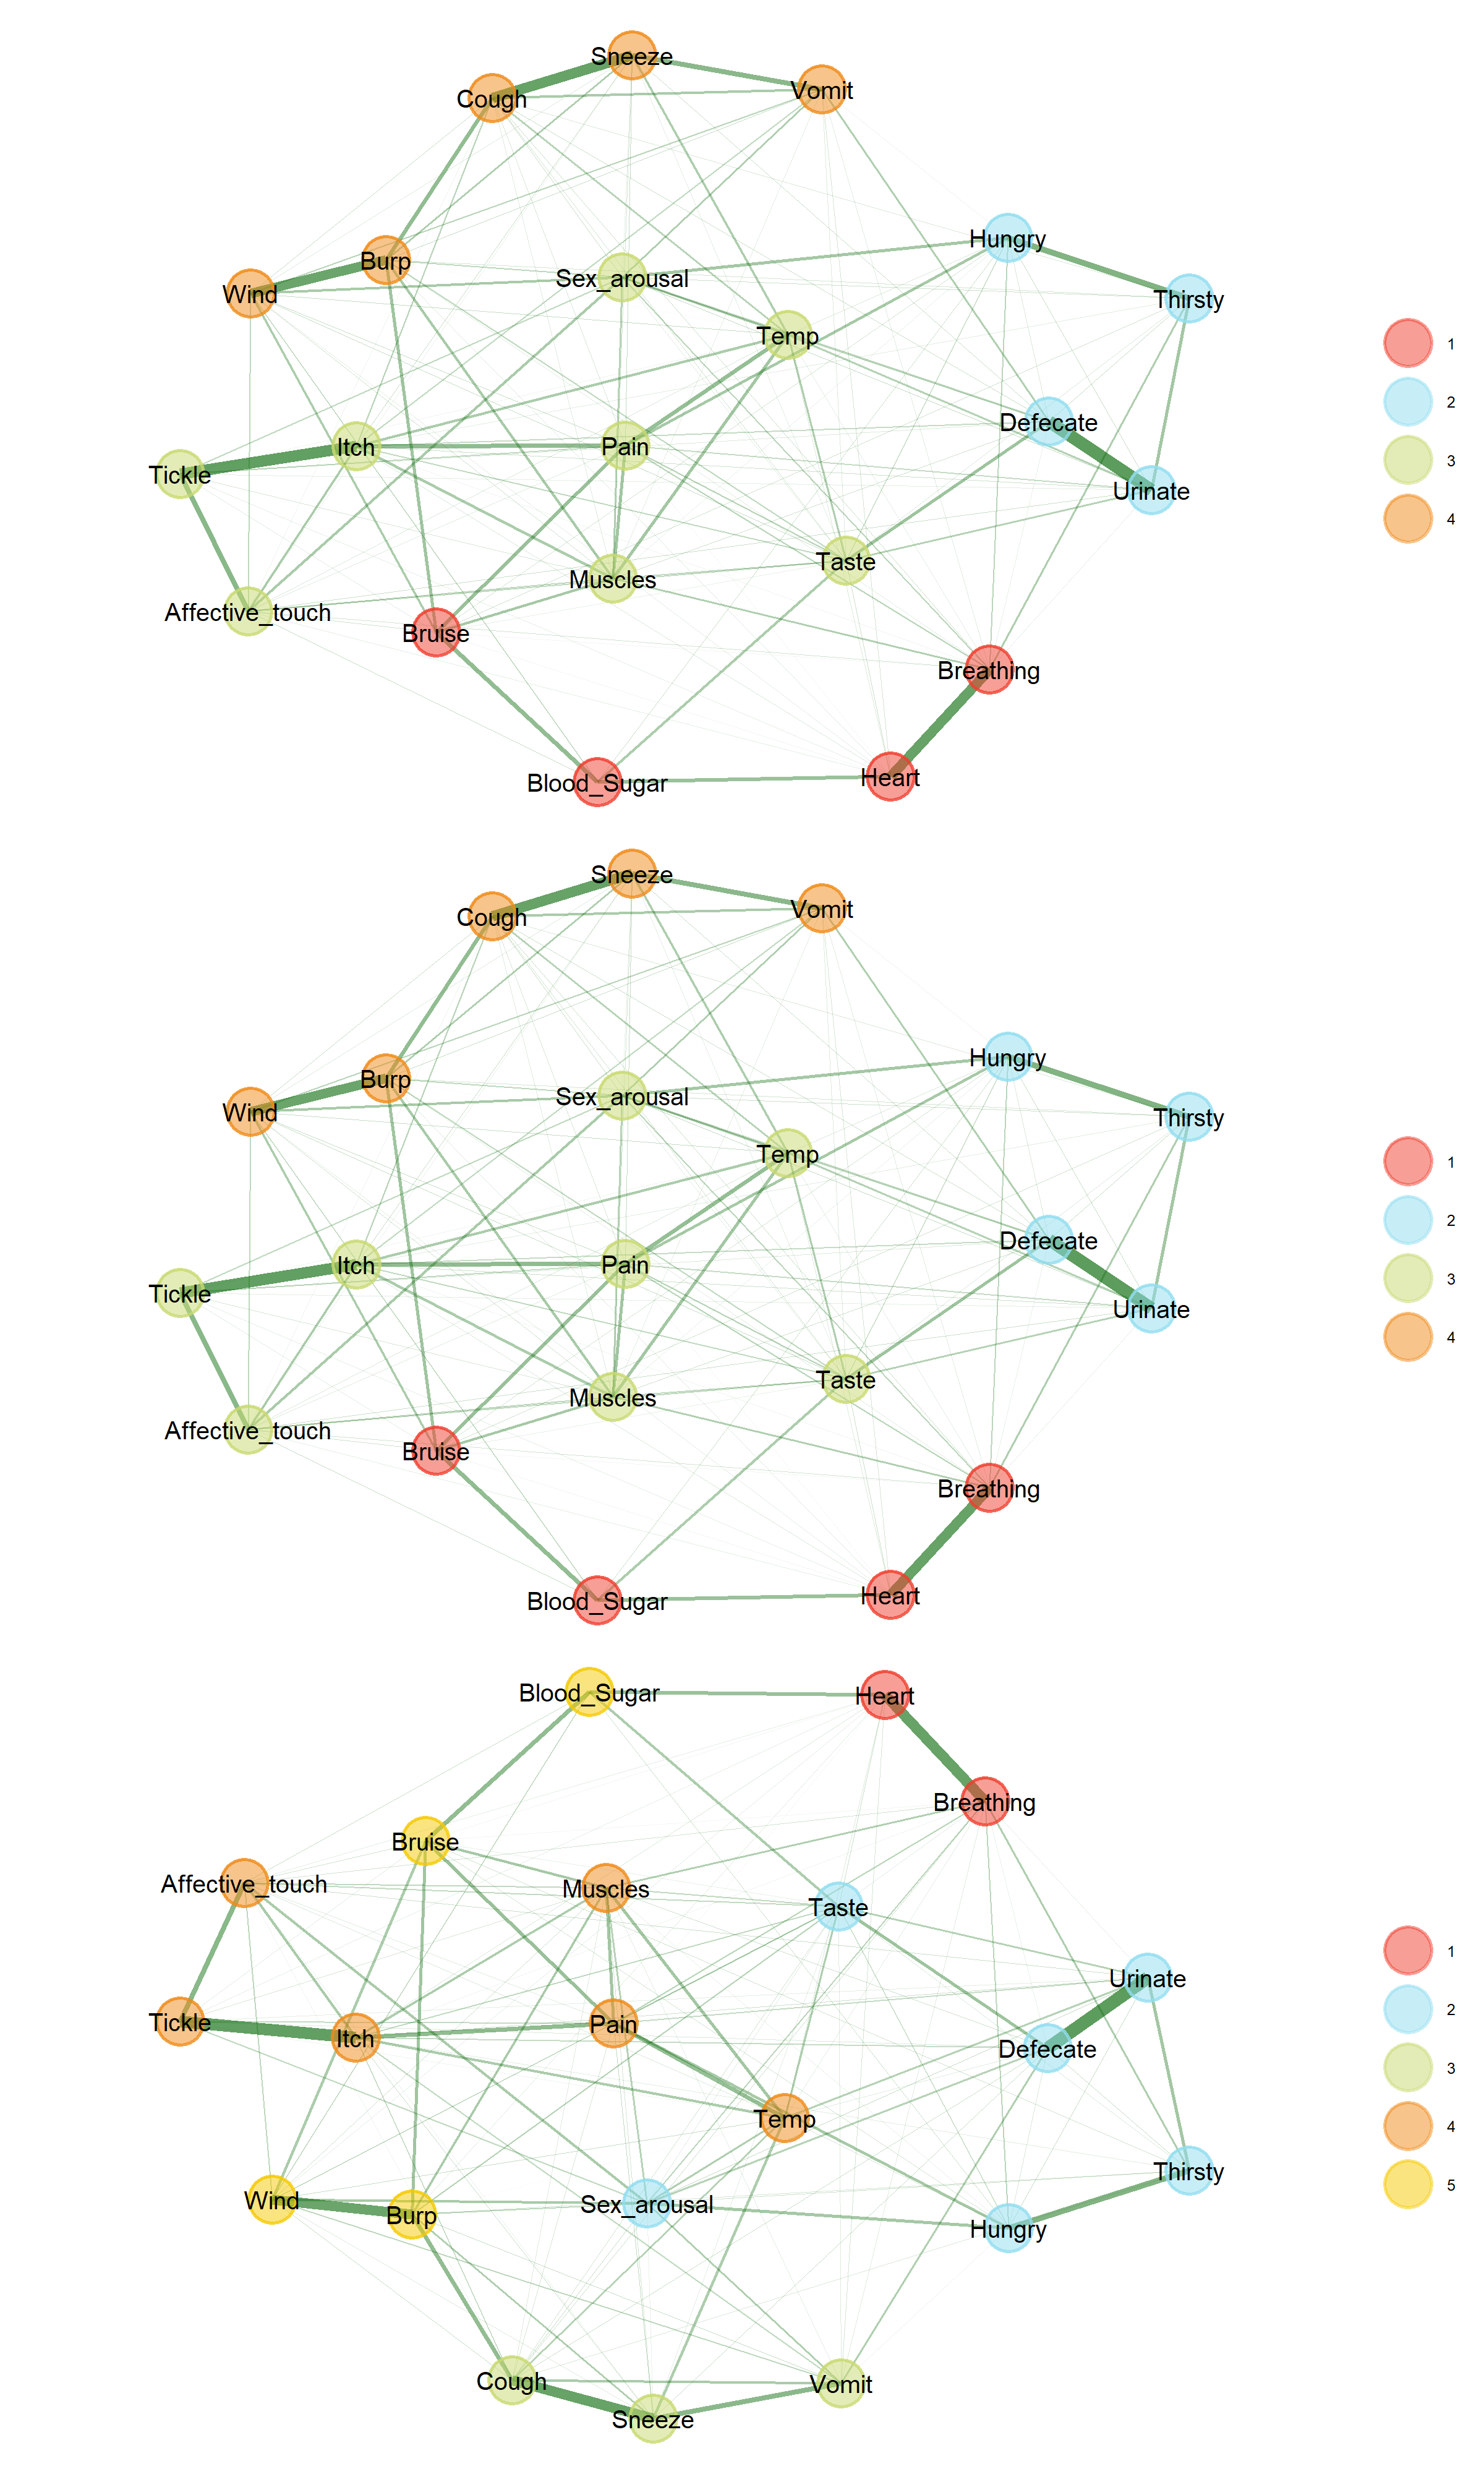 Sneeze
Vomit
Cough
Hungry
Burp
Sex_arousal
Wind
Thirsty
Temp
1
2
Defecate
Itch
Pain
3
Tickle
Urinate
4
Taste
Muscles
Affective_touch
Bruise
Breathing
Heart
Blood_Sugar
Sneeze
Vomit
Cough
Hungry
Burp
Sex_arousal
Wind
Thirsty
Temp
1
2
Defecate
Itch
Pain
3
Tickle
Urinate
4
Taste
Muscles
Affective_touch
Bruise
Breathing
Heart
Blood_Sugar
Blood_Sugar
Heart
Breathing
Bruise
Affective_touch
Muscles
Taste
1
Urinate
2
Tickle
Pain
Itch
Defecate
3
Temp
4
Thirsty
5
Wind
Sex_arousal
Burp
Hungry
Cough
Vomit
Sneeze